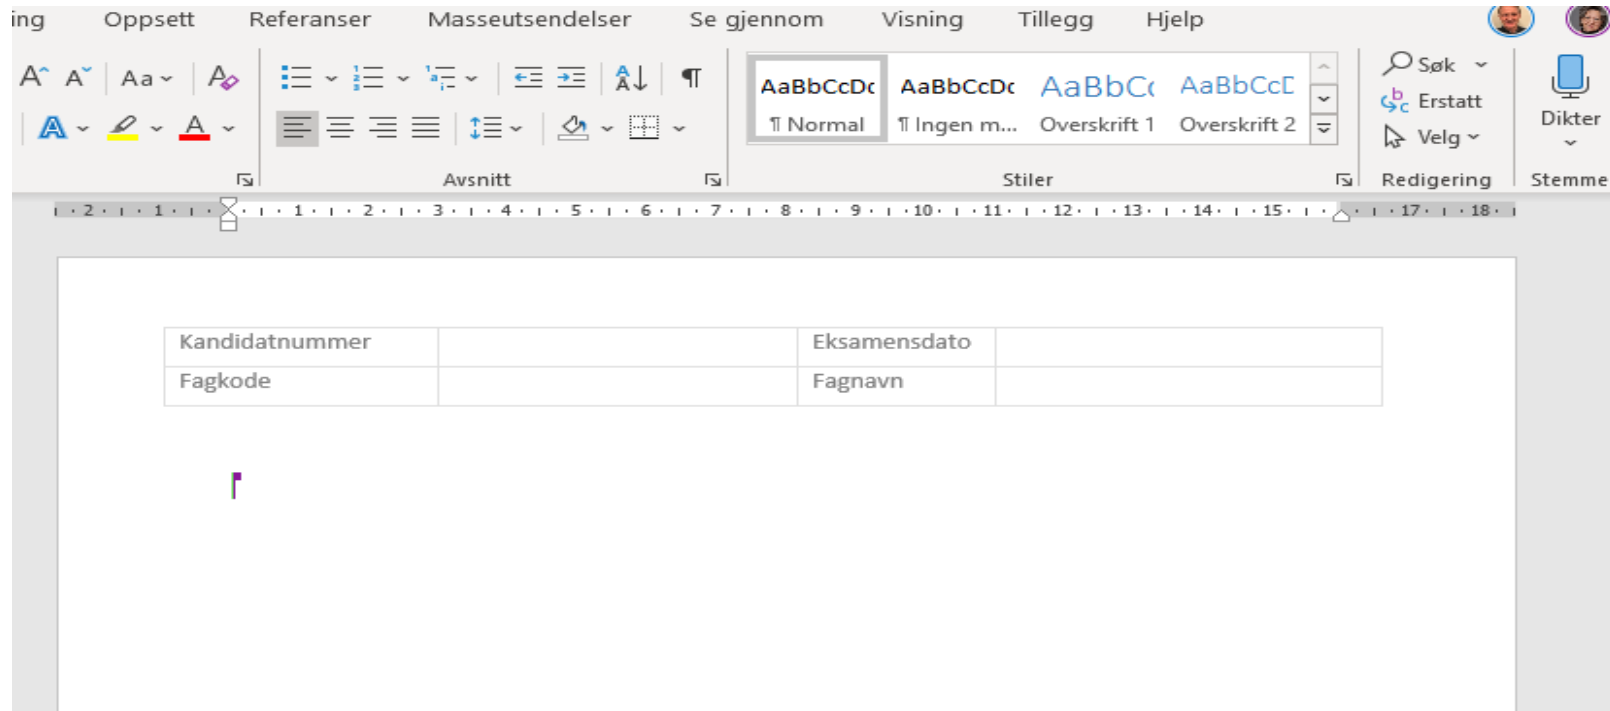 ing Oppsett Referanser Masseutsendelser Se gjennom Visning Tillegg Hjelp
Aa
AaBbCcDc AaBbCcDc AaBbC AaBbCcE
¶ Normal ¶ Ingen m... Overskrift 1 Overskrift 2
Søk
Erstatt
Velg
Dikter
Avsnitt Stiler Redigering Stemme
2 1 1 2 3 4 5 6 7 8 9 10 11 12 13 14 15 17 18
Kandidatnummer Eksamensdato
Fagkode Fagnavn